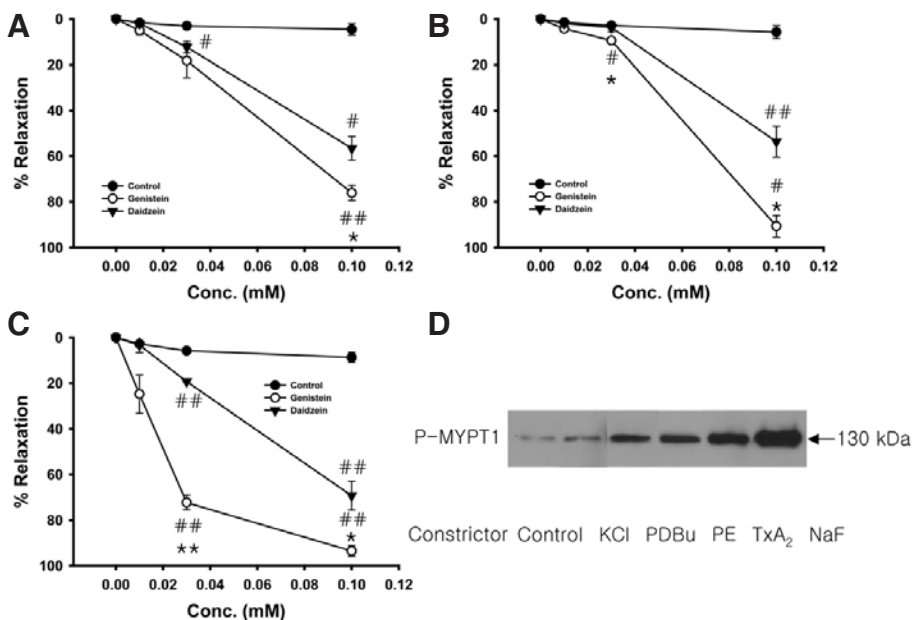 A
0
20
40
60
80
100
% Relaxation
#
#
##
*
Control
Genistein
Daidzein
0.00 0.02 0.04 0.06 0.08 0.10 0.12
Conc. (mM)
B
0
20
40
60
80
100
% Relaxation
#
*
##
#
*
Control
Genistein
Daidzein
0.00 0.02 0.04 0.06 0.08 0.10 0.12
Conc. (mM)
C
0
20
40
60
80
100
% Relaxation
Control
Genistein
Daidzein
##
##
**
##
##
*
0.00 0.02 0.04 0.06 0.08 0.10 0.12
Conc. (mM)
D
P-MYPT1 ←130 kDa
Constrictor Control KCl PDBu PE TxA₂ NaF